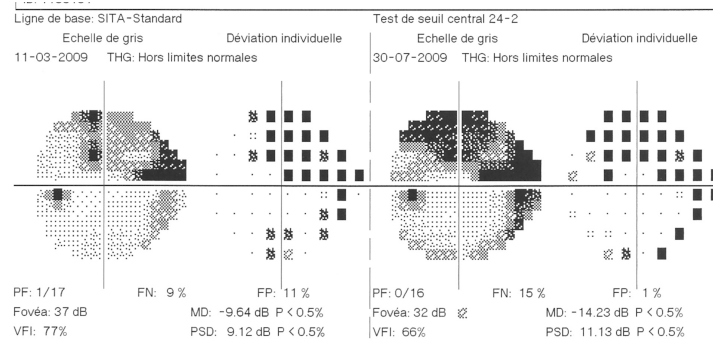 Ligne de base: SITA-Standard
Test de seuil central 24-2
Echelle de gris
Déviation individuelle
Echelle de gris
Déviation individuelle
11-03-2009 THG: Hors limites normales
30-07-2009 THG: Hors limites normales
PF: 1/17 FN: 9 % FP: 11 %
PF: 0/16 FN: 15 % FP: 1 %
Fovéa: 37 dB MD: -9.64 dB P < 0.5%
Fovéa: 32 dB MD: -14.23 dB P < 0.5%
VFI: 77% PSD: 9.12 dB P < 0.5%
VFI: 66% PSD: 11.13 dB P < 0.5%